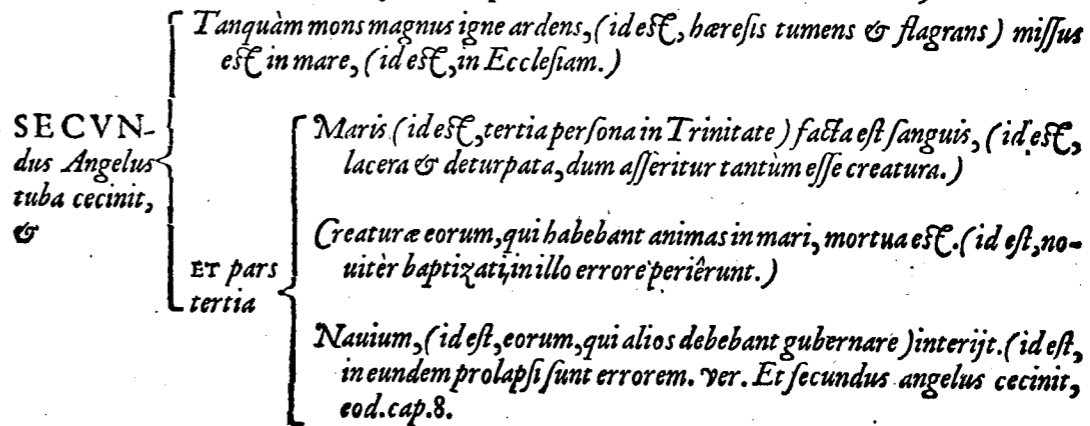 Tanquàm mons magnus igne ardens, (id est, hæresis tumens & flagrans) missus
est in mare, (id est, in Ecclesiam.)
SECVN-
dus Angelus
tuba cecinit,
&
ET pars
tertia
Maris (id est, tertia persona in Trinitate) facta est sanguis, (id est,
lacera & deturpata, dum asseritur tantùm esse creatura.)
Creaturæ eorum, qui habebant animas in mari, mortua est. (id est, no-
uitèr baptizati, in illo errore periêrunt.)
Nauium, (id est, eorum, qui alios debebant gubernare) interijt. (id est,
in eundem prolapsi sunt errorem. ver. Et secundus angelus cecinit,
eod. cap. 8.